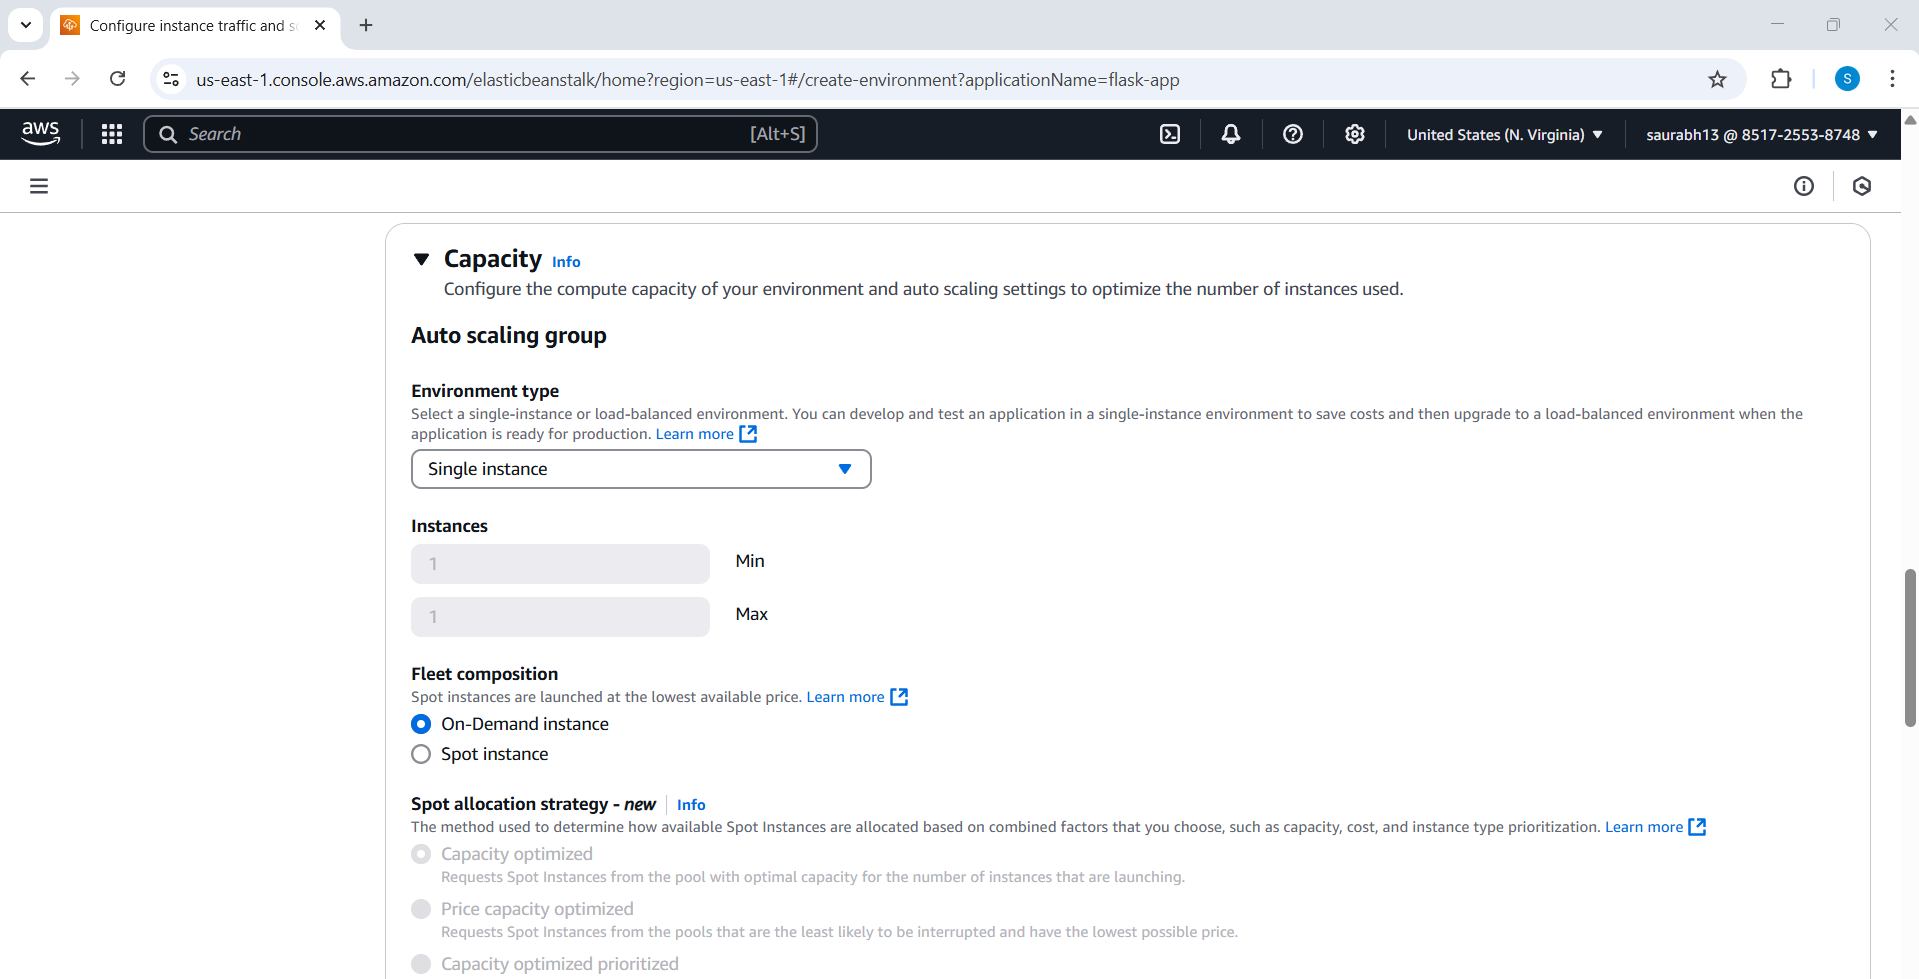 Configure instance traffic and s
us-east-1.console.aws.amazon.com/elasticbeanstalk/home?region=us-east-1#/create-environment?applicationName=flask-app
S
aws
Search
[Alt+S]
United States (N. Virginia)
saurabh13 @ 8517-2553-8748
Capacity Info
Configure the compute capacity of your environment and auto scaling settings to optimize the number of instances used.
Auto scaling group
Environment type
Select a single-instance or load-balanced environment. You can develop and test an application in a single-instance environment to save costs and then upgrade to a load-balanced environment when the
application is ready for production. Learn more
Single instance
Instances
1
Min
1
Max
Fleet composition
Spot instances are launched at the lowest available price. Learn more
On-Demand instance
Spot instance
Spot allocation strategy - new Info
The method used to determine how available Spot Instances are allocated based on combined factors that you choose, such as capacity, cost, and instance type prioritization. Learn more
Capacity optimized
Requests Spot Instances from the pool with optimal capacity for the number of instances that are launching.
Price capacity optimized
Requests Spot Instances from the pools that are the least likely to be interrupted and have the lowest possible price.
Capacity optimized prioritized